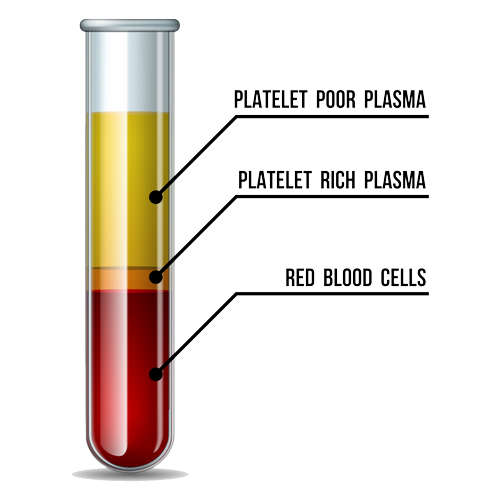 PLATELET POOR PLASMA
PLATELET RICH PLASMA
RED BLOOD CELLS